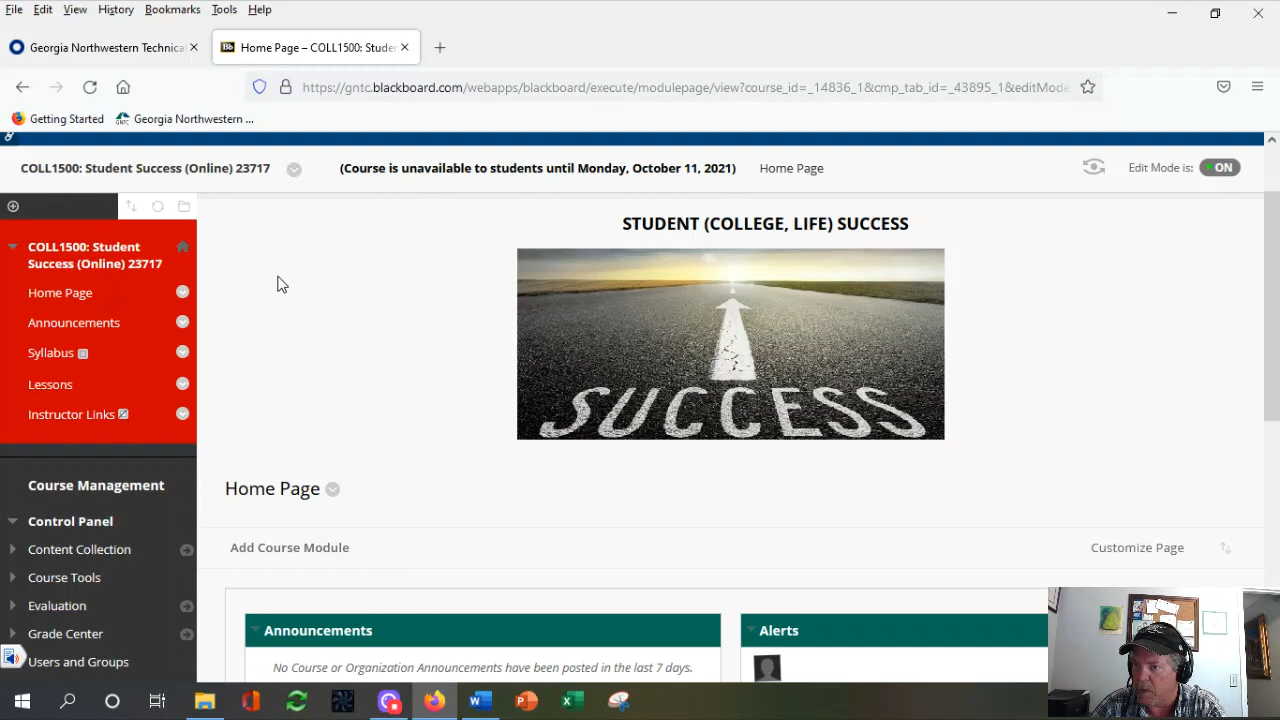 File Edit View History Bookmarks Tools Help
Georgia Northwestern Technical
Bb Home Page – COLL1500: Stude
https://gntc.blackboard.com/webapps/blackboard/execute/modulepage/view?course_id=_14836_1&cmp_tab_id=_43895_1&editMode
Getting Started GNTC Georgia Northwestern ...
COLL1500: Student Success (Online) 23717 (Course is unavailable to students until Monday, October 11, 2021) Home Page Edit Mode is: ON
STUDENT (COLLEGE, LIFE) SUCCESS
SUCCESS
COLL1500: Student
Success (Online) 23717
Home Page
Announcements
Syllabus
Lessons
Instructor Links
Course Management
Control Panel
Content Collection
Course Tools
Evaluation
Grade Center
Users and Groups
Home Page
Add Course Module Customize Page
Announcements
No Course or Organization Announcements have been posted in the last 7 days.
Alerts